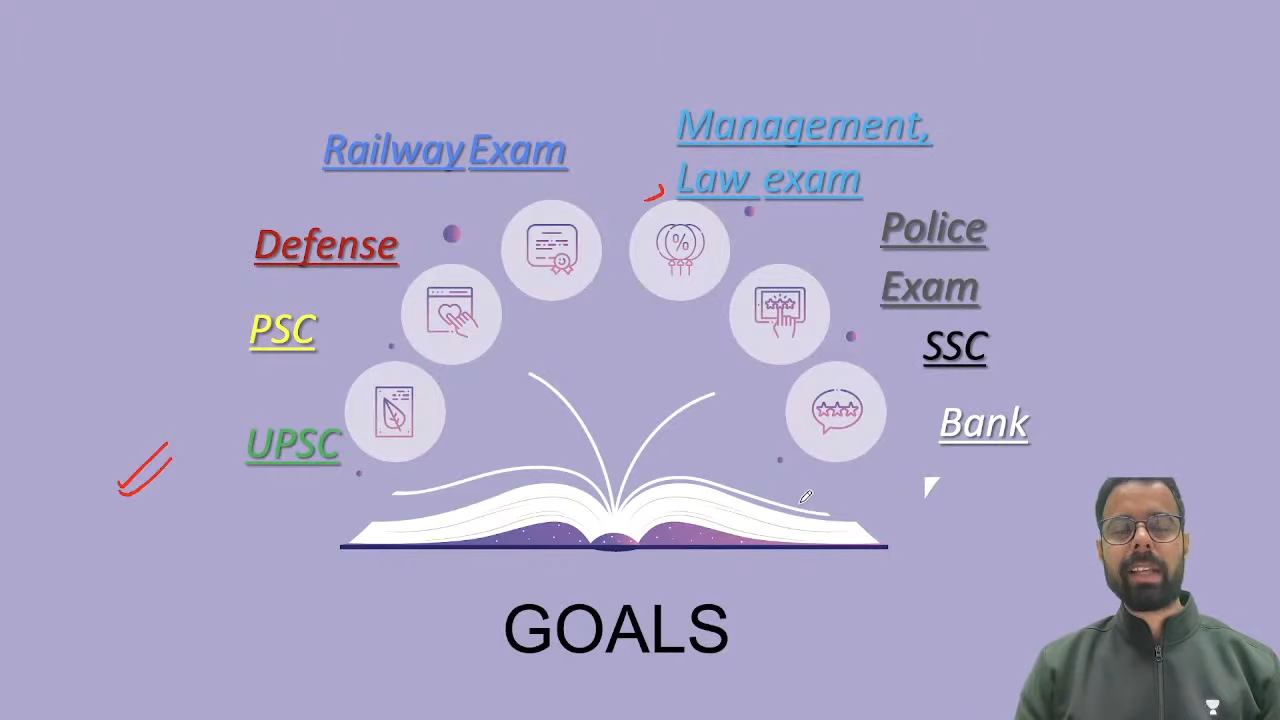 Railway Exam
Management,
Law exam
Defense
Police
Exam
PSC
SSC
UPSC
Bank
%
GOALS